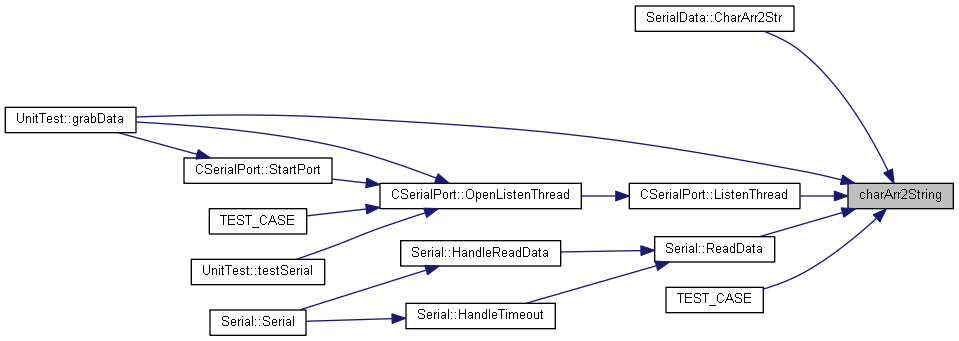 SerialData::CharArr2Str
UnitTest::grabData
CSerialPort::StartPort
CSerialPort::OpenListenThread
CSerialPort::ListenThread
charArr2String
TEST_CASE
Serial::HandleReadData
Serial::ReadData
UnitTest::testSerial
TEST_CASE
Serial::Serial
Serial::HandleTimeout